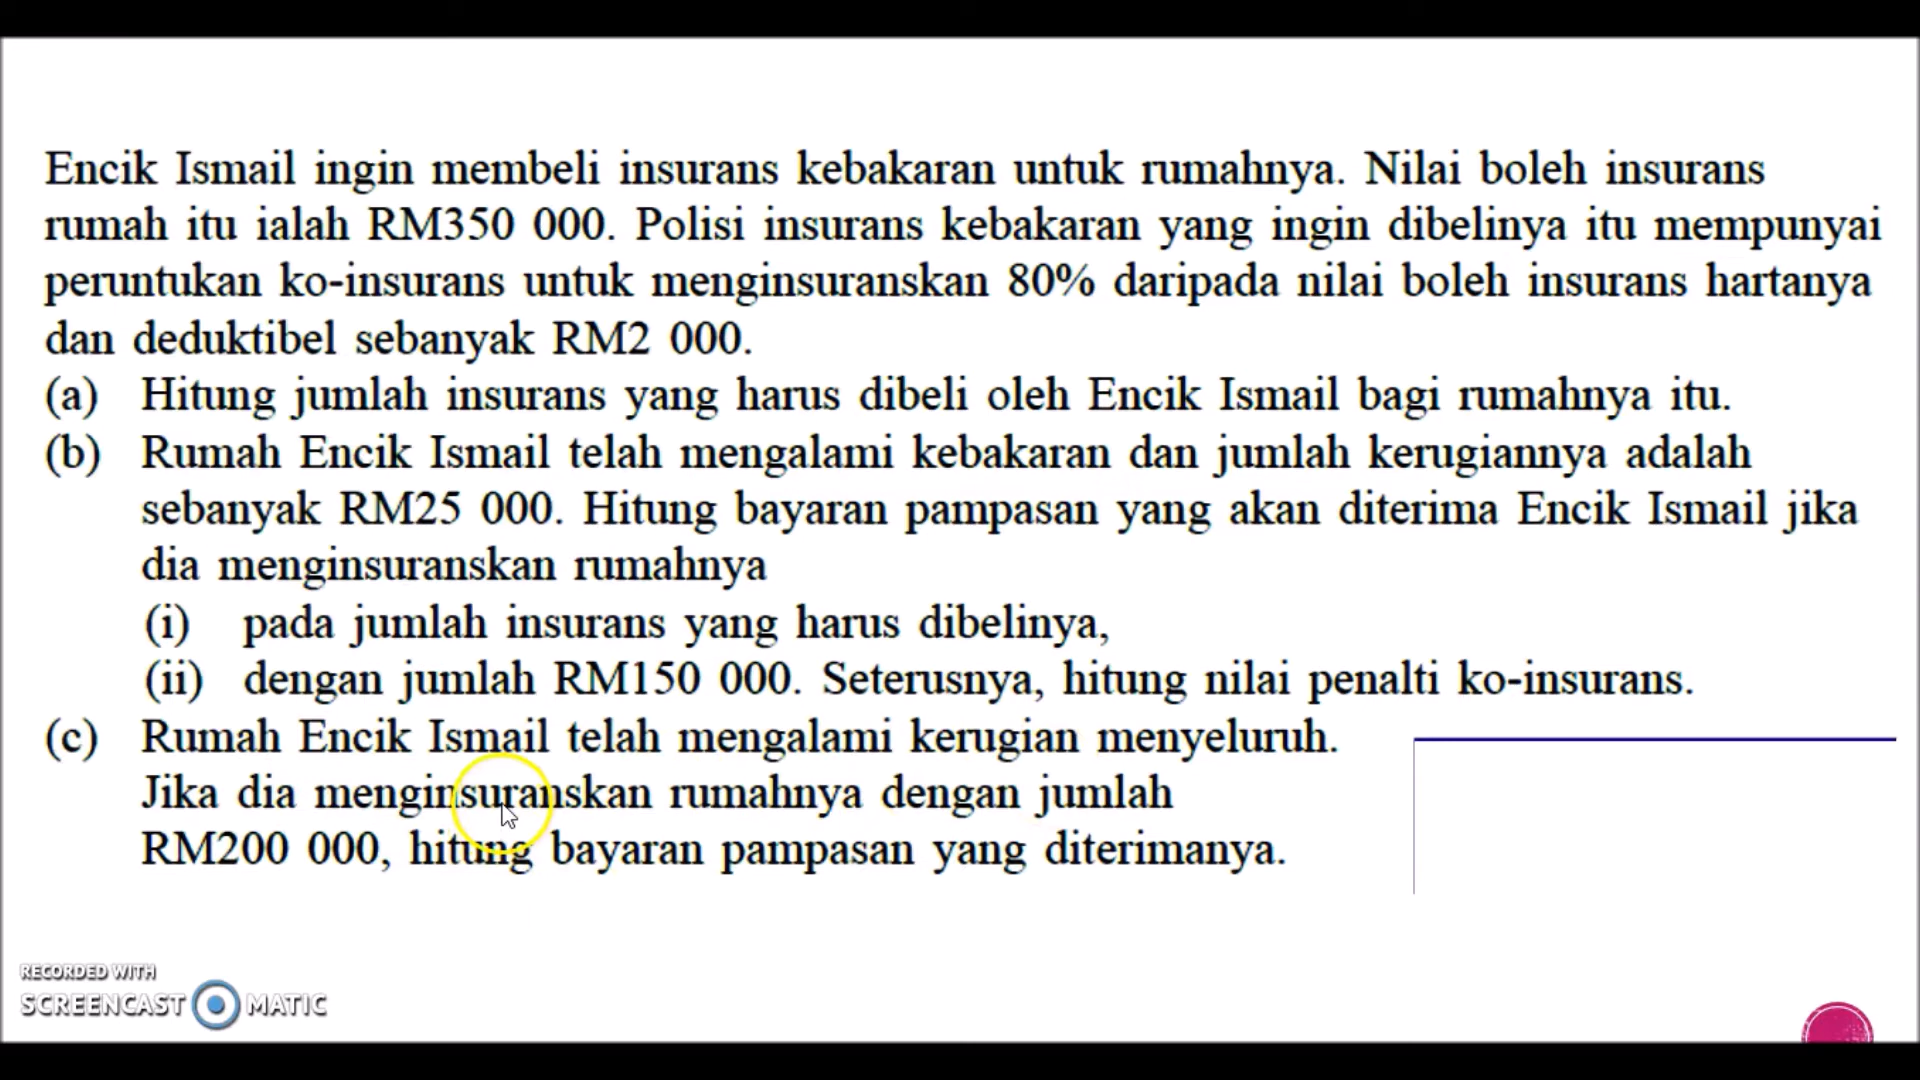 Encik Ismail ingin membeli insurans kebakaran untuk rumahnya. Nilai boleh insurans
rumah itu ialah RM350 000. Polisi insurans kebakaran yang ingin dibelinya itu mempunyai
peruntukan ko-insurans untuk menginsuranskan 80% daripada nilai boleh insurans hartanya
dan deduktibel sebanyak RM2 000.
(a) Hitung jumlah insurans yang harus dibeli oleh Encik Ismail bagi rumahnya itu.
(b) Rumah Encik Ismail telah mengalami kebakaran dan jumlah kerugiannya adalah
sebanyak RM25 000. Hitung bayaran pampasan yang akan diterima Encik Ismail jika
dia menginsuranskan rumahnya
(i) pada jumlah insurans yang harus dibelinya,
(ii) dengan jumlah RM150 000. Seterusnya, hitung nilai penalti ko-insurans.
(c) Rumah Encik Ismail telah mengalami kerugian menyeluruh.
Jika dia menginsuranskan rumahnya dengan jumlah
RM200 000, hitung bayaran pampasan yang diterimanya.
RECORDED WITH
SCREENCAST MATIC